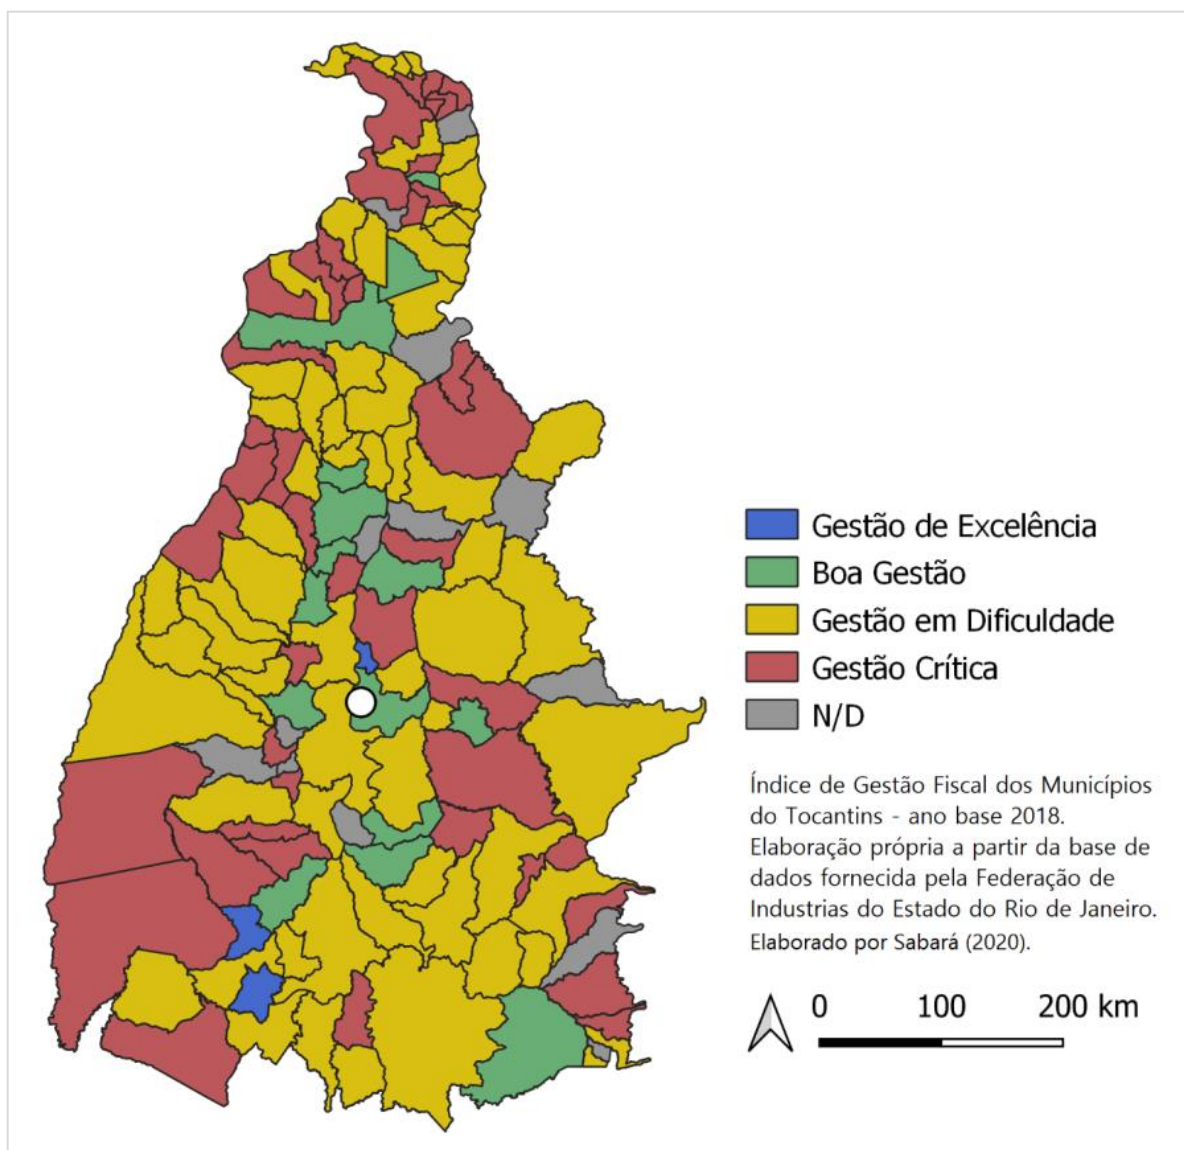 Gestão de Excelência
Boa Gestão
Gestão em Dificuldade
Gestão Crítica
N/D
Índice de Gestão Fiscal dos Municípios
do Tocantins - ano base 2018.
Elaboração própria a partir da base de
dados fornecida pela Federação de
Industrias do Estado do Rio de Janeiro.
Elaborado por Sabará (2020).
0 100 200 km